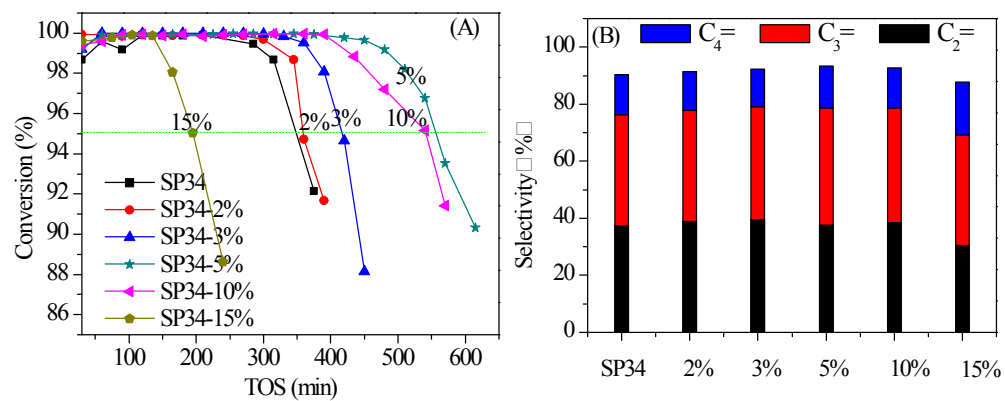 (A)
100
98
96
94
92
90
88
86
Conversion (%)
5%
15%
2%
3%
10%
SP34
SP34-2%
SP34-3%
SP34-5%
SP34-10%
SP34-15%
100 200 300 400 500 600
TOS (min)
(B)
C4= C3= C2=
100
80
60
40
20
0
Selectivity□%□
SP34 2% 3% 5% 10% 15%